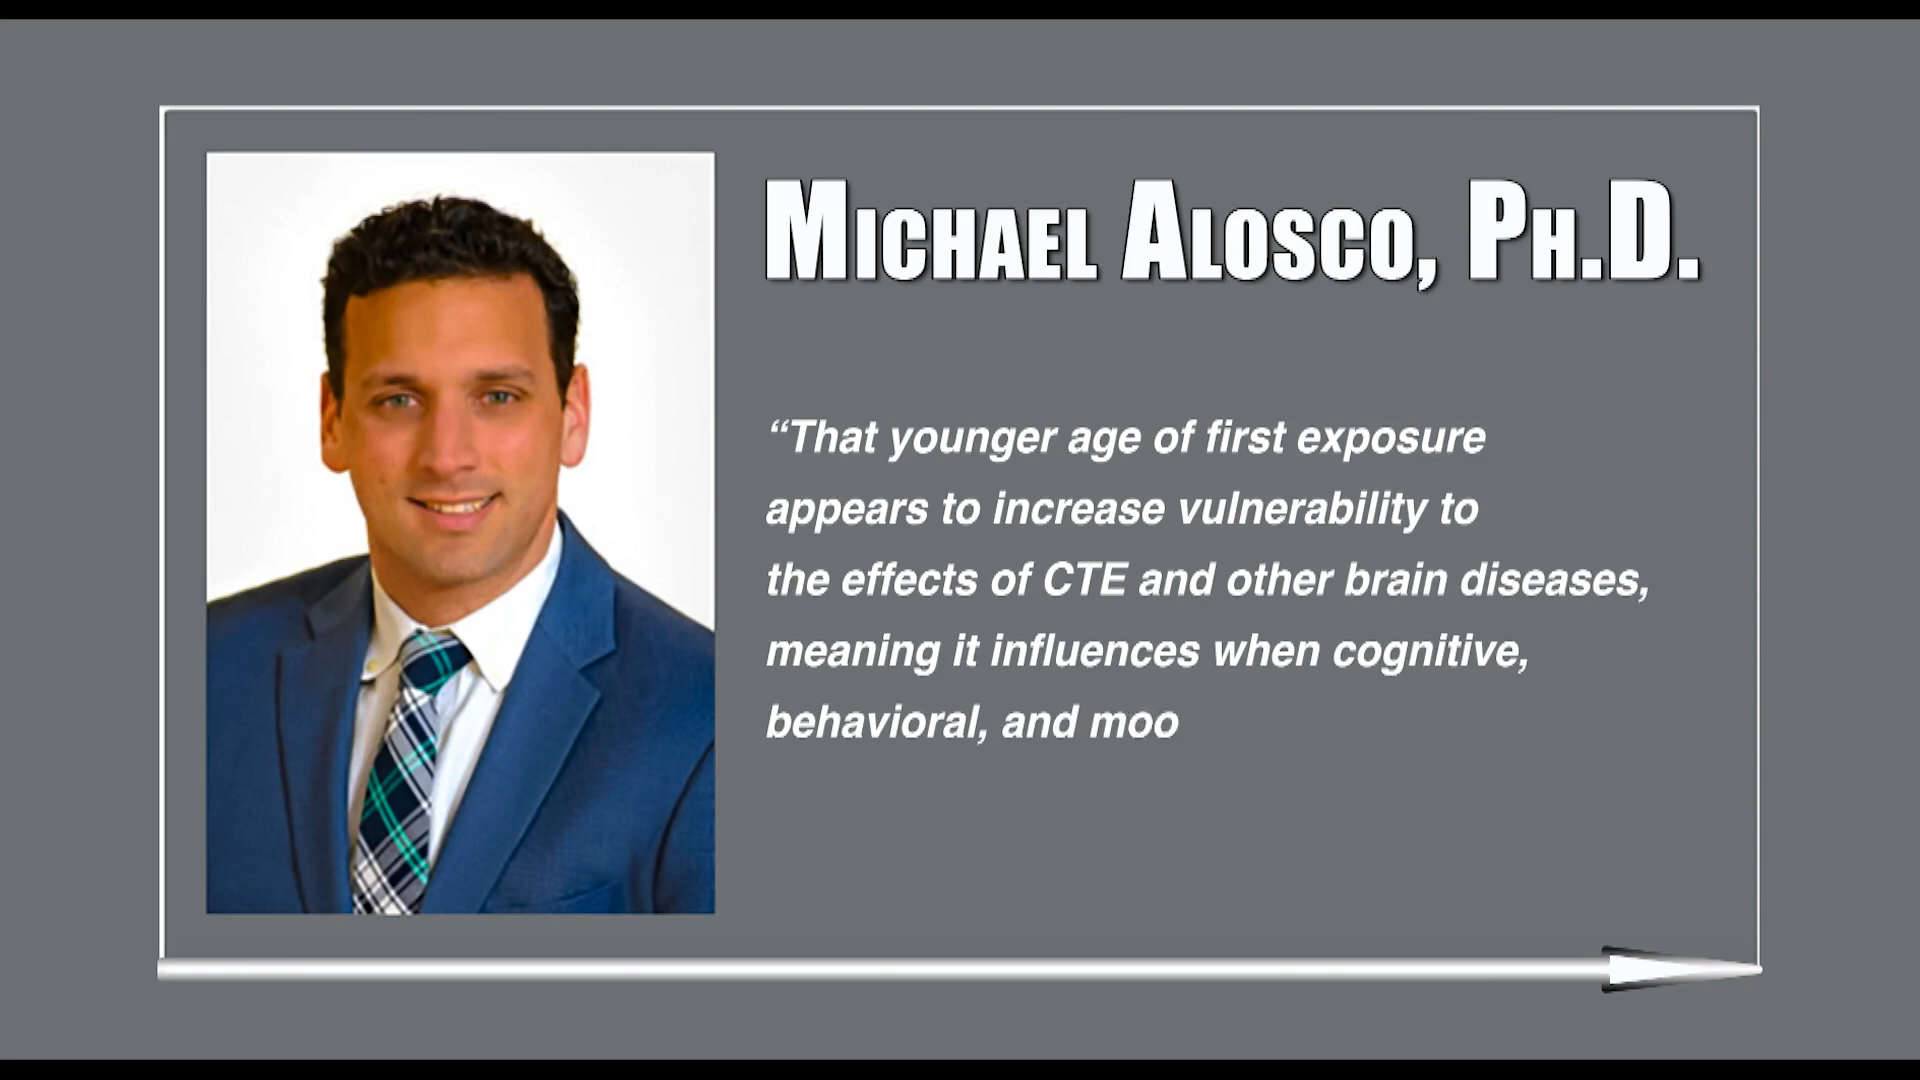 Michael Alosco, Ph.D.
“That younger age of first exposure
appears to increase vulnerability to
the effects of CTE and other brain diseases,
meaning it influences when cognitive,
behavioral, and moo